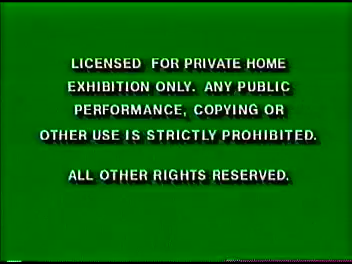 LICENSED FOR PRIVATE HOME
EXHIBITION ONLY. ANY PUBLIC
PERFORMANCE, COPYING OR
OTHER USE IS STRICTLY PROHIBITED.
ALL OTHER RIGHTS RESERVED.